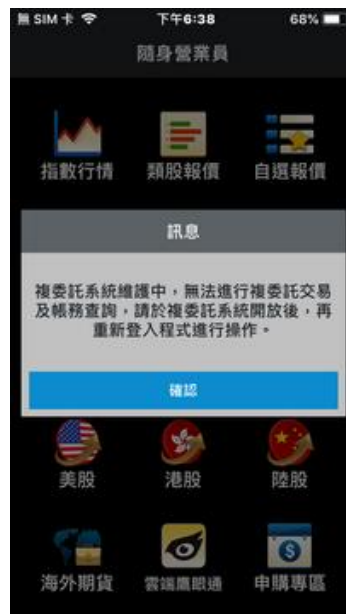 無 SIM 卡 下午6:38 68%
隨身營業員
指數行情 類股報價 自選報價
訊息
複委託系統維護中，無法進行複委託交易
及帳務查詢，請於複委託系統開放後，再
重新登入程式進行操作。
確認
美股 港股 陸股
海外期貨 雲端鷹眼通 申購專區